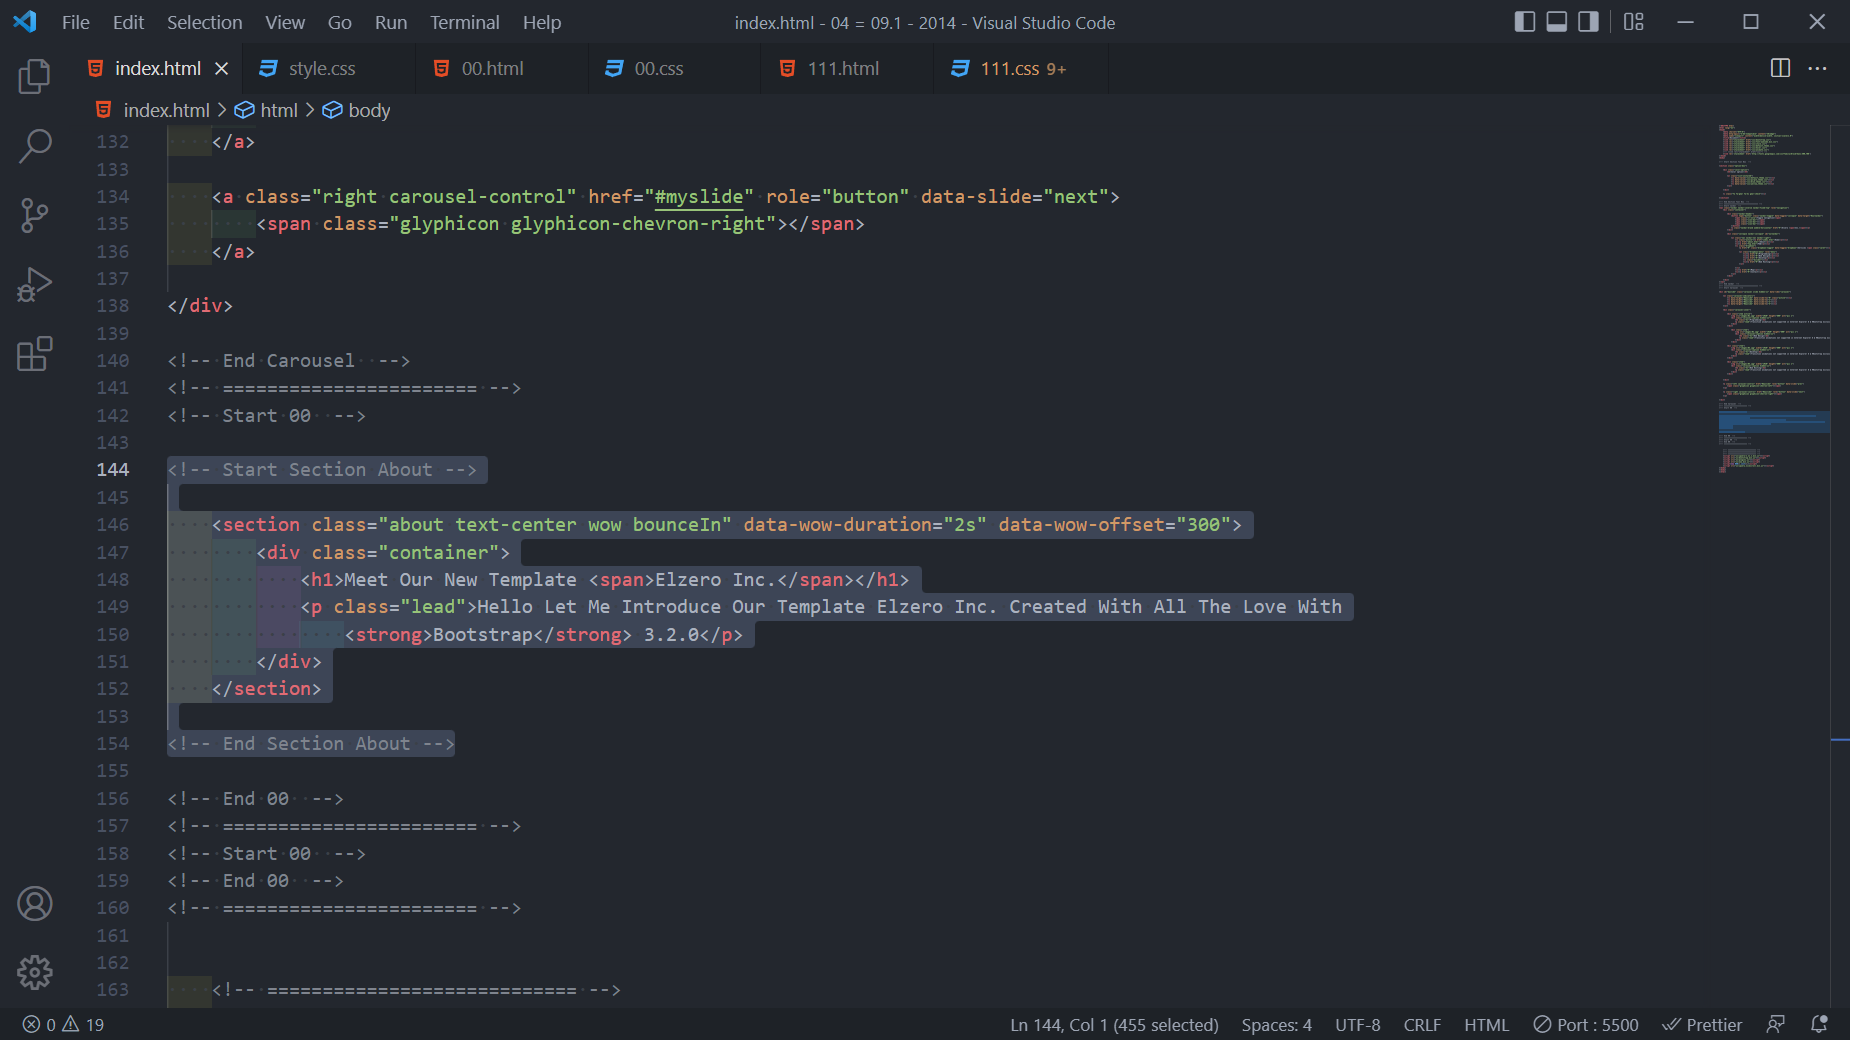 File Edit Selection View Go Run Terminal Help
index.html - 04 = 09.1 - 2014 - Visual Studio Code
index.html style.css 00.html 00.css 111.html 111.css 9+
index.html > html > body
132 </a>
133
134 <a class="right carousel-control" href="#myslide" role="button" data-slide="next">
135 <span class="glyphicon glyphicon-chevron-right"></span>
136 </a>
137
138 </div>
139
140 <!-- End Carousel  -->
141 <!-- ======================= -->
142 <!-- Start 00  -->
143
144 <!-- Start Section About -->
145
146 <section class="about text-center wow bounceIn" data-wow-duration="2s" data-wow-offset="300">
147 <div class="container">
148 <h1>Meet Our New Template <span>Elzero Inc.</span></h1>
149 <p class="lead">Hello Let Me Introduce Our Template Elzero Inc. Created With All The Love With
150 <strong>Bootstrap</strong> 3.2.0</p>
151 </div>
152 </section>
153
154 <!-- End Section About -->
155
156 <!-- End 00  -->
157 <!-- ======================= -->
158 <!-- Start 00  -->
159 <!-- End 00  -->
160 <!-- ======================= -->
161
162
163 <!-- ============================ -->
0 19 Ln 144, Col 1 (455 selected) Spaces: 4 UTF-8 CRLF HTML Port : 5500 Prettier